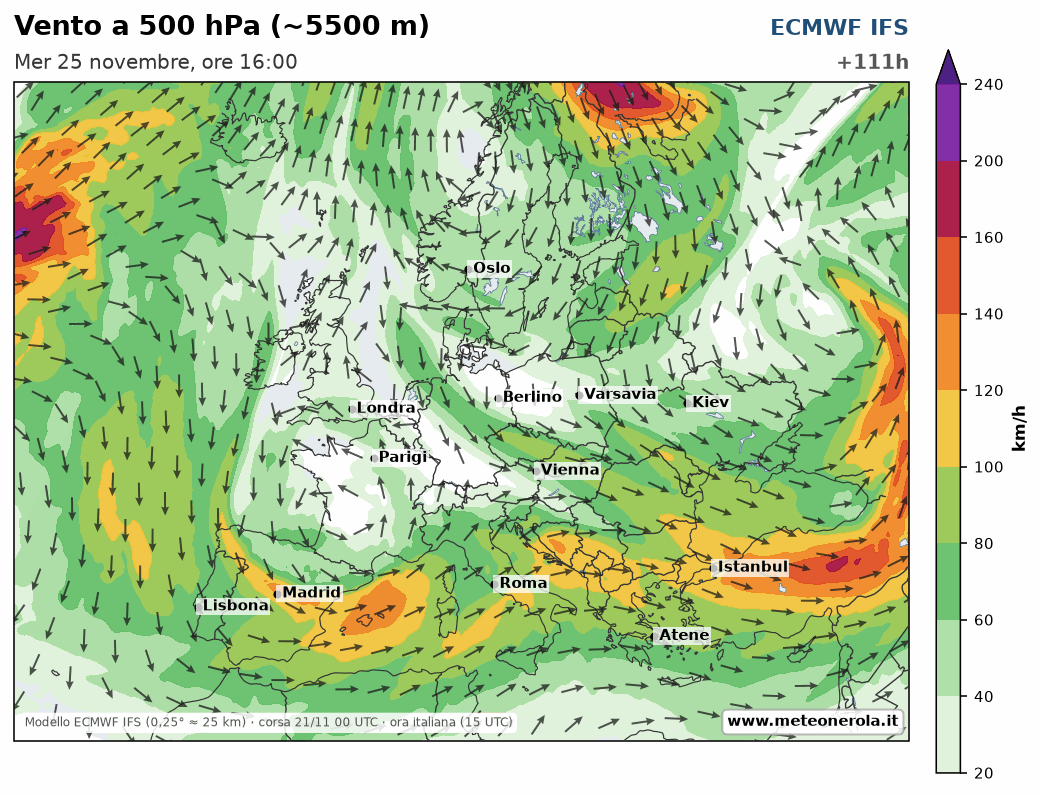 Vento a 500 hPa (~5500 m)
ECMWF IFS
Mer 25 novembre, ore 16:00
+111h
240
200
160
140
120
100
80
60
40
20
km/h
Oslo
Berlino
Varsavia
Kiev
Londra
Parigi
Vienna
Istanbul
Roma
Madrid
Lisbona
Atene
Modello ECMWF IFS (0,25° ≈ 25 km) · corsa 21/11 00 UTC · ora italiana (15 UTC)
www.meteonerola.it